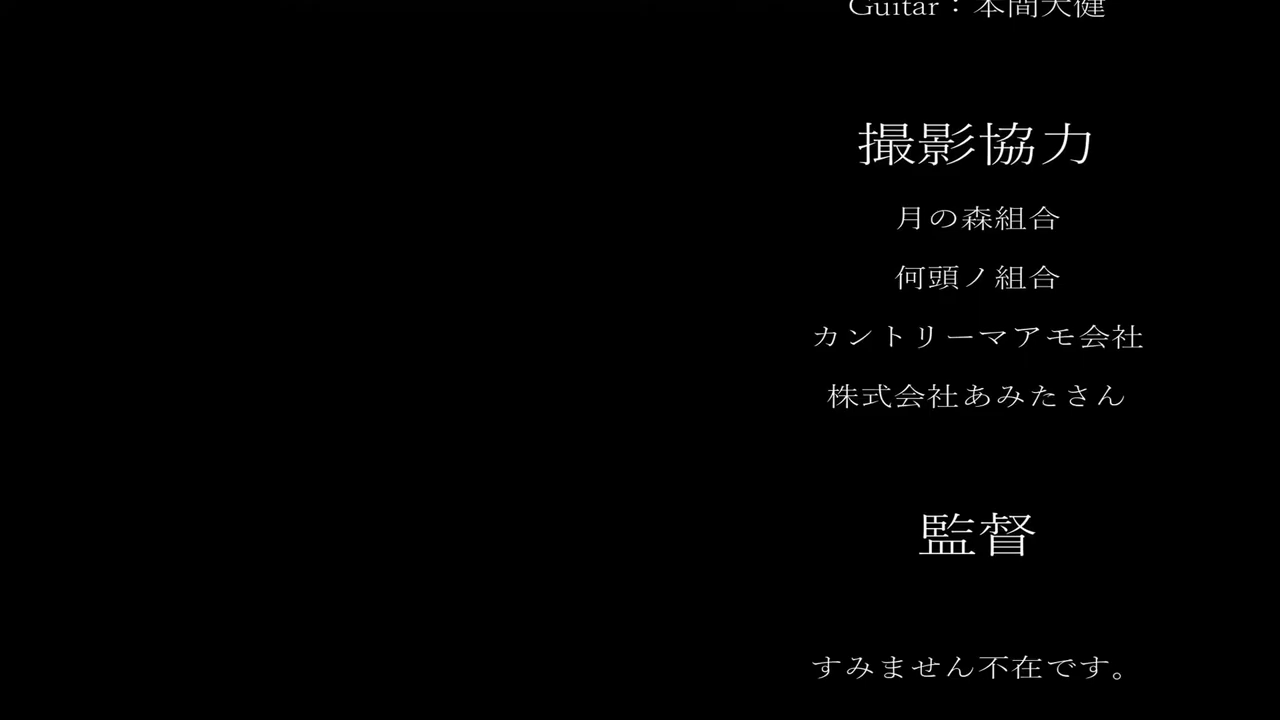 Guitar：本間大健
撮影協力
月の森組合
何頭ノ組合
カントリーマアモ会社
株式会社あみたさん
監督
すみません不在です。